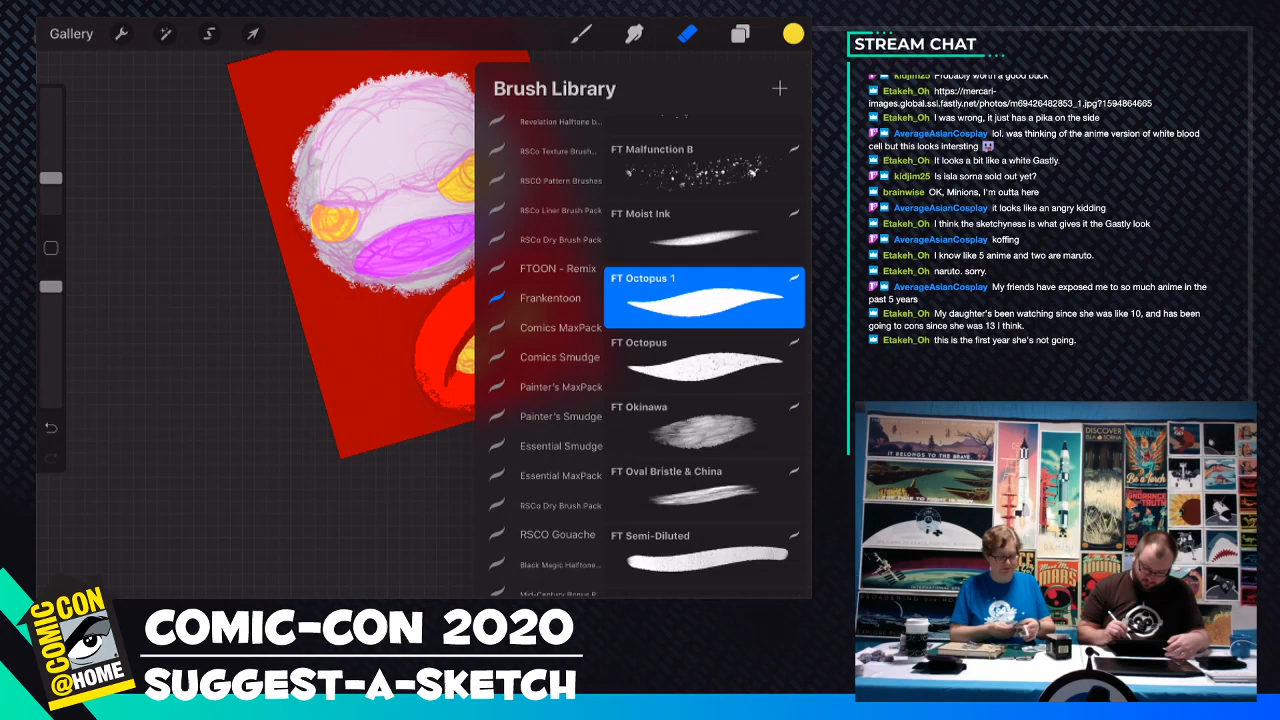 Gallery
Brush Library
Revelation Halftone b...
RSCo Texture Brush...
RSCO Pattern Brushes
RSCo Liner Brush Pack
RSCo Dry Brush Pack
FTOON - Remix
Frankentoon
Comics MaxPack
Comics Smudge
Painter's MaxPack
Painter's Smudge
Essential Smudge
Essential MaxPack
RSCo Dry Brush Pack
RSCO Gouache
Black Magic Halftone...
FT Malfunction B
FT Moist Ink
FT Octopus 1
FT Octopus
FT Okinawa
FT Oval Bristle & China
FT Semi-Diluted
STREAM CHAT
kidjim25 Probably worth a good buck
Etakeh_Oh https://mercari-
images.global.ssl.fastly.net/photos/m69426482853_1.jpg?1594864665
Etakeh_Oh I was wrong, it just has a pika on the side
AverageAsianCosplay lol. was thinking of the anime version of white blood
cell but this looks intersting
Etakeh_Oh It looks a bit like a white Gastly.
kidjim25 Is isla sorna sold out yet?
brainwise OK, Minions, I'm outta here
AverageAsianCosplay it looks like an angry kidding
Etakeh_Oh I think the sketchyness is what gives it the Gastly look
AverageAsianCosplay koffing
Etakeh_Oh I know like 5 anime and two are maruto.
Etakeh_Oh naruto. sorry.
AverageAsianCosplay My friends have exposed me to so much anime in the
past 5 years
Etakeh_Oh My daughter's been watching since she was like 10, and has been
going to cons since she was 13 I think.
Etakeh_Oh this is the first year she's not going.
IT BELONGS TO THE BRAVE
DISCOVER
ISLA SORNA
Be a Torch
IGNORANCE
OR TRUTH
GEMINI
MARS
COMIC CON
@HOME
COMIC-CON 2020
SUGGEST-A-SKETCH